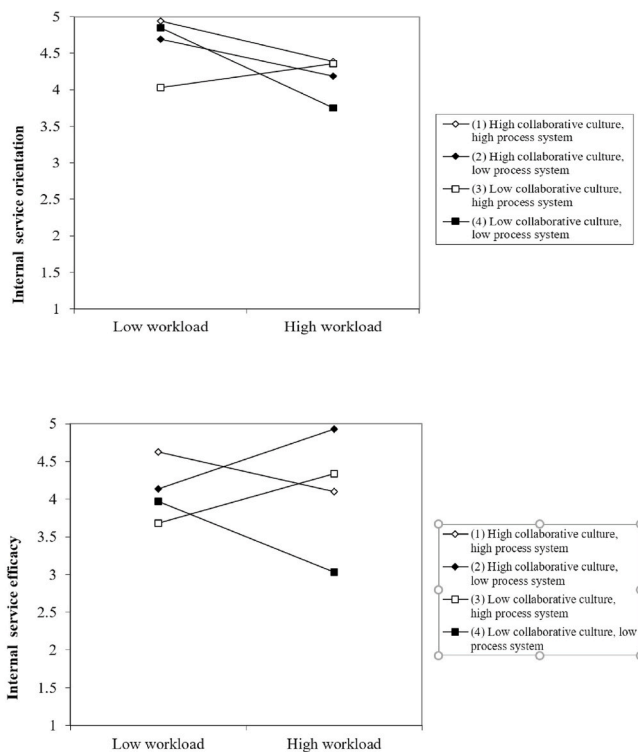 Internal service orientation
5
4.5
4
3.5
3
2.5
2
1.5
1
Low workload
High workload
(1) High collaborative culture,
high process system
(2) High collaborative culture,
low process system
(3) Low collaborative culture,
high process system
(4) Low collaborative culture,
low process system
Internal service efficacy
5
4.5
4
3.5
3
2.5
2
1.5
1
Low workload
High workload
(1) High collaborative culture,
high process system
(2) High collaborative culture,
low process system
(3) Low collaborative culture,
high process system
(4) Low collaborative culture, low
process system